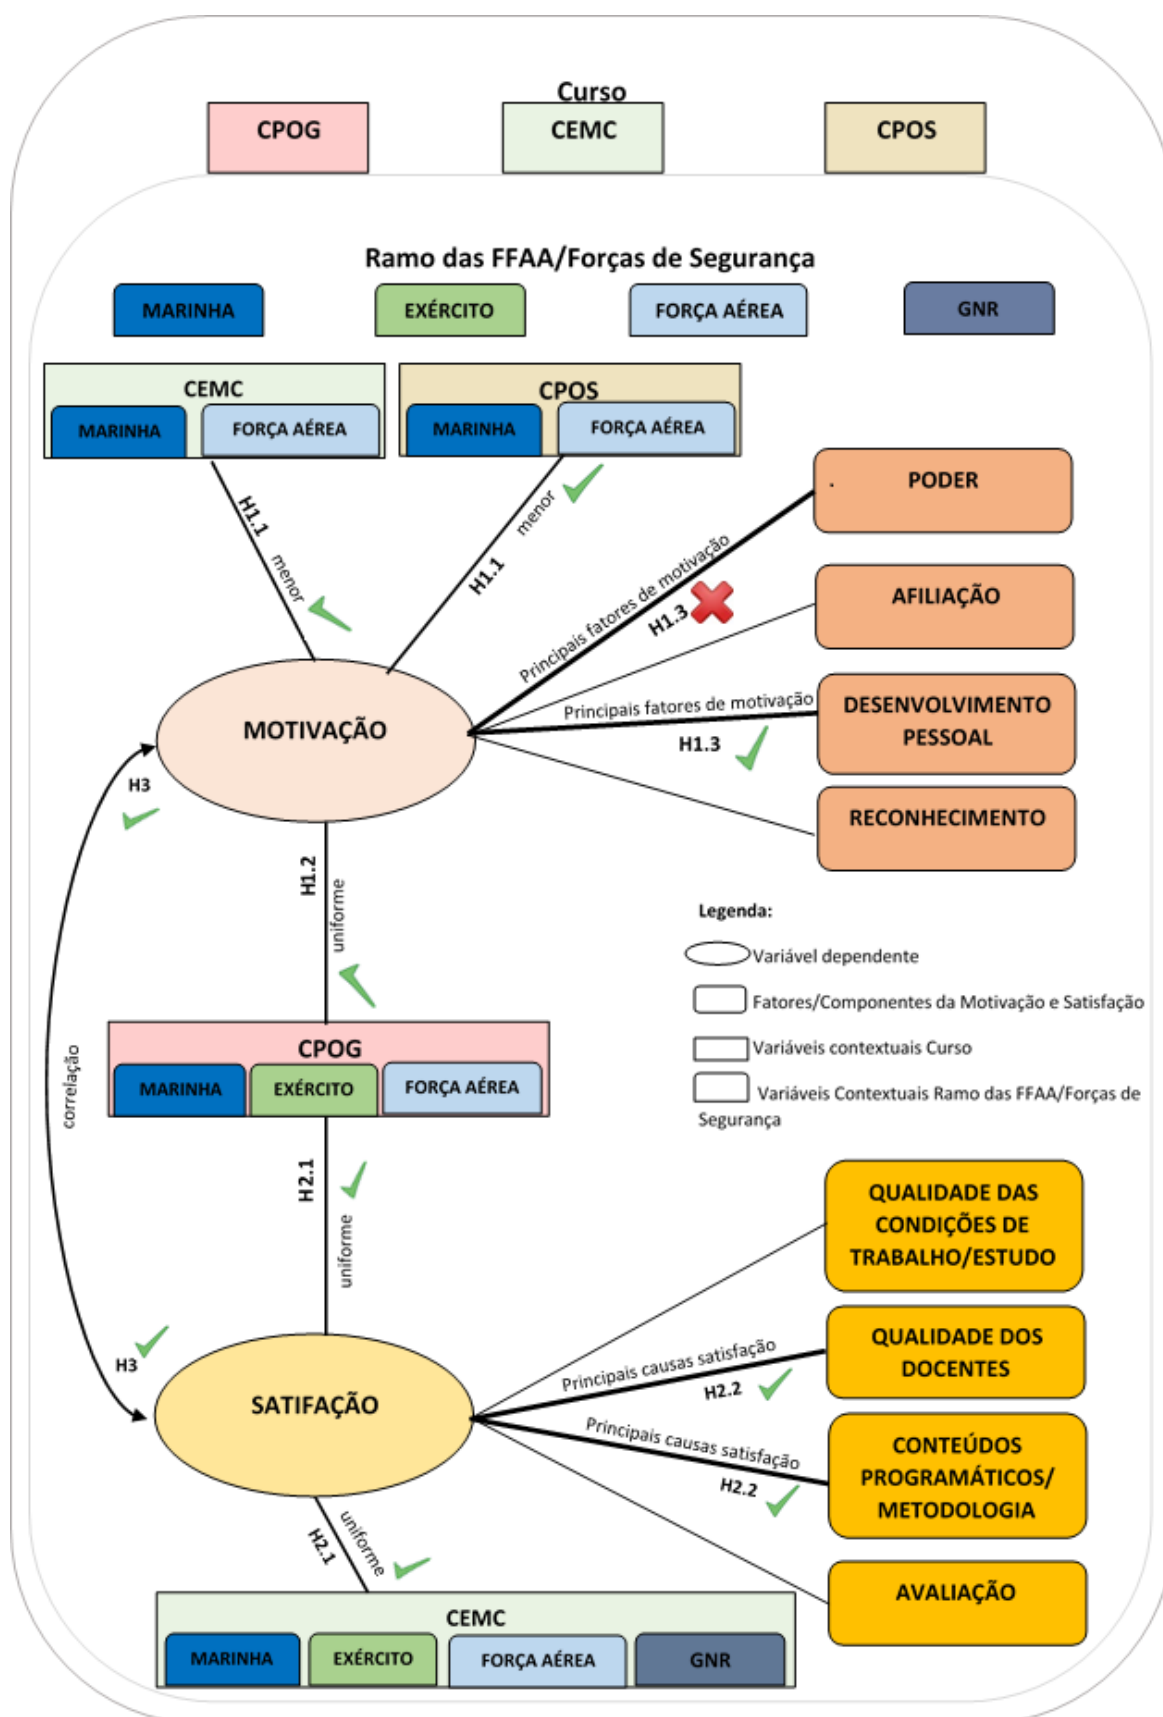 Curso
CPOG
CEMC
CPOS
Ramo das FFAA/Forças de Segurança
MARINHA
EXÉRCITO
FORÇA AÉREA
GNR
CEMC
MARINHA
FORÇA AÉREA
CPOS
MARINHA
FORÇA AÉREA
H1.1
menor
H1.1
menor
PODER
AFILIAÇÃO
DESENVOLVIMENTO
PESSOAL
RECONHECIMENTO
Principais fatores de motivação
H1.3
Principais fatores de motivação
H1.3
MOTIVAÇÃO
H3
H1.2
uniforme
correlação
Legenda:
Variável dependente
Fatores/Componentes da Motivação e Satisfação
Variáveis contextuais Curso
Variáveis Contextuais Ramo das FFAA/Forças de
Segurança
CPOG
MARINHA
EXÉRCITO
FORÇA AÉREA
H2.1
uniforme
H3
SATIFAÇÃO
QUALIDADE DAS
CONDIÇÕES DE
TRABALHO/ESTUDO
QUALIDADE DOS
DOCENTES
CONTEÚDOS
PROGRAMÁTICOS/
METODOLOGIA
AVALIAÇÃO
Principais causas satisfação
H2.2
Principais causas satisfação
H2.2
H2.1
uniforme
CEMC
MARINHA
EXÉRCITO
FORÇA AÉREA
GNR